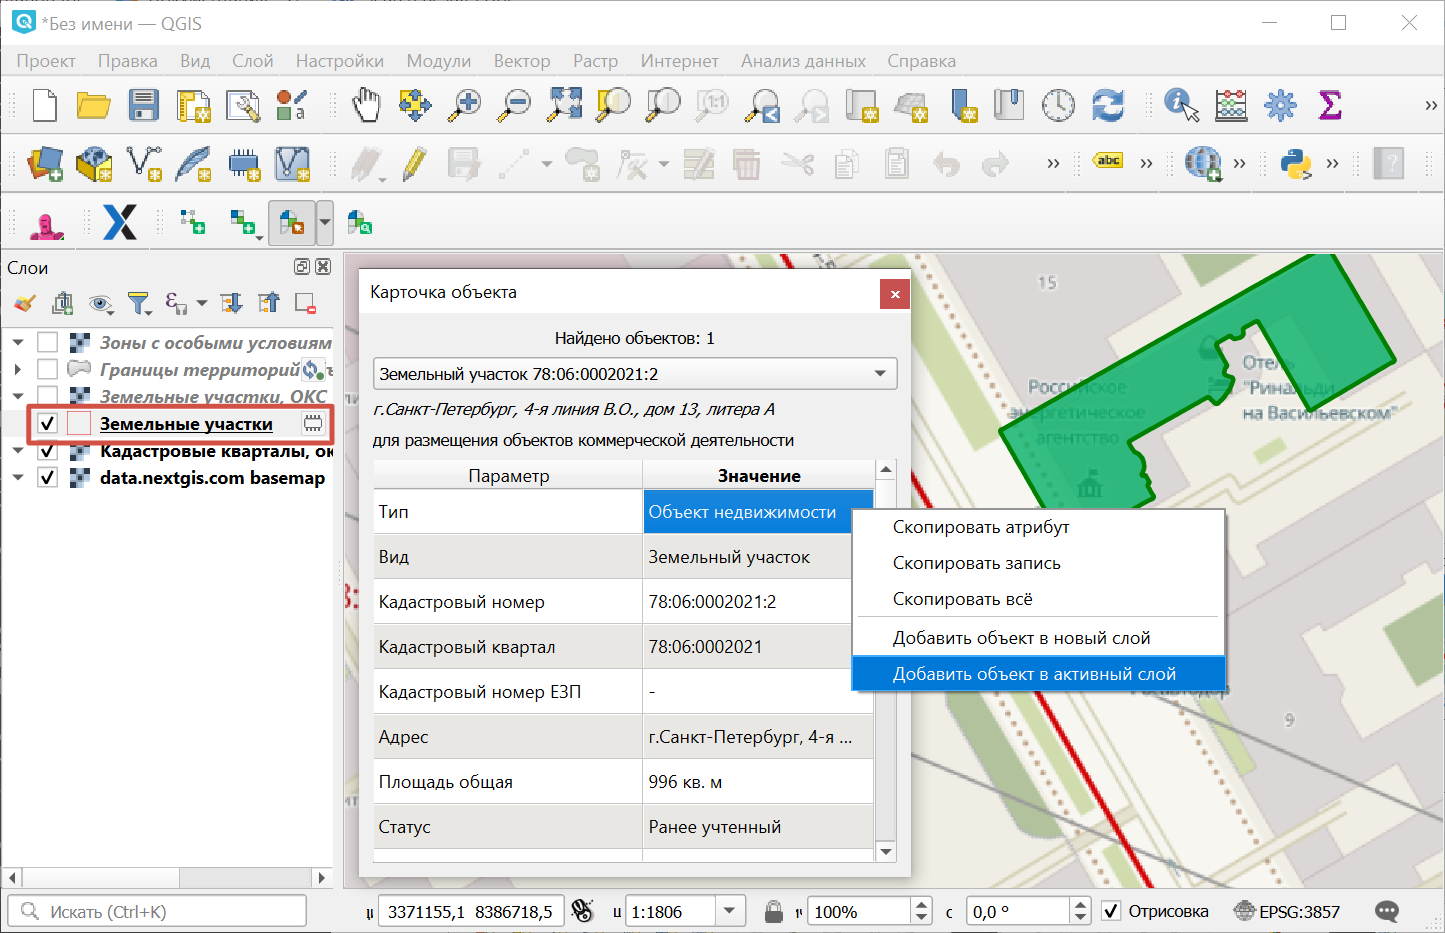 *Без имени — QGIS
Проект Правка Вид Слой Настройки Модули Вектор Растр Интернет Анализ данных Справка
1:1
abc
Слои
Зоны с особыми условиям
Границы территорий
Земельные участки, ОКС
Земельные участки
Кадастровые кварталы, ок
data.nextgis.com basemap
Карточка объекта
Найдено объектов: 1
Земельный участок 78:06:0002021:2
г.Санкт-Петербург, 4-я линия В.О., дом 13, литера А
для размещения объектов коммерческой деятельности
Параметр Значение
Тип Объект недвижимости
Вид Земельный участок
Кадастровый номер 78:06:0002021:2
Кадастровый квартал 78:06:0002021
Кадастровый номер ЕЗП -
Адрес г.Санкт-Петербург, 4-я ...
Площадь общая 996 кв. м
Статус Ранее учтенный
Скопировать атрибут
Скопировать запись
Скопировать всё
Добавить объект в новый слой
Добавить объект в активный слой
15
Отель
"Ринальди
на Васильевском"
Российское
энергетическое
агентство
9
Искать (Ctrl+K)
3371155,1 8386718,5
1:1806
100%
0,0 °
Отрисовка
EPSG:3857